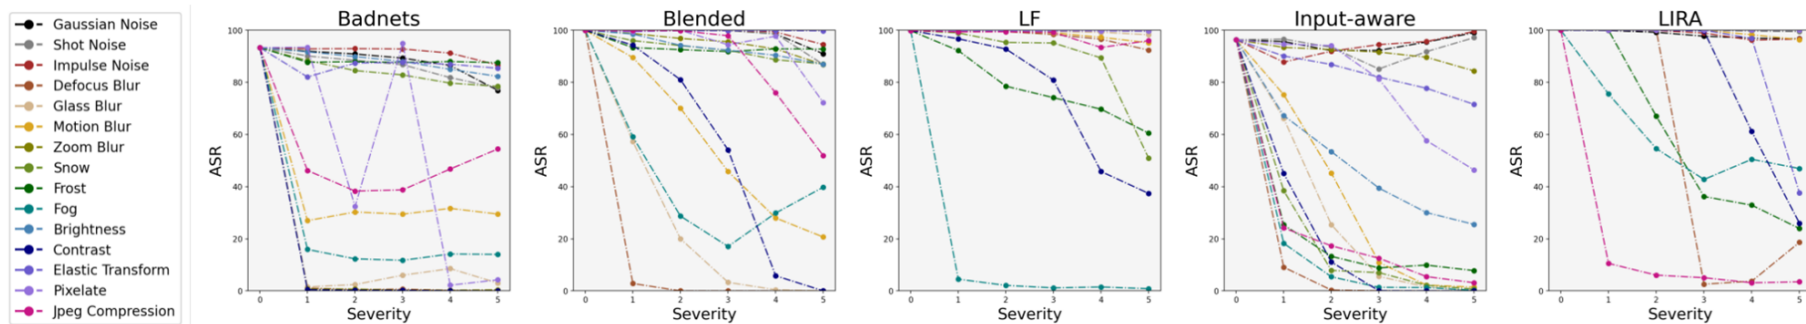 Gaussian Noise
Shot Noise
Impulse Noise
Defocus Blur
Glass Blur
Motion Blur
Zoom Blur
Snow
Frost
Fog
Brightness
Contrast
Elastic Transform
Pixelate
Jpeg Compression
Badnets
ASR
100
80
60
40
20
0
0 1 2 3 4 5
Severity
Blended
ASR
100
80
60
40
20
0
0 1 2 3 4 5
Severity
LF
ASR
100
80
60
40
20
0
0 1 2 3 4 5
Severity
Input-aware
ASR
100
80
60
40
20
0
0 1 2 3 4 5
Severity
LIRA
ASR
100
80
60
40
20
0
0 1 2 3 4 5
Severity